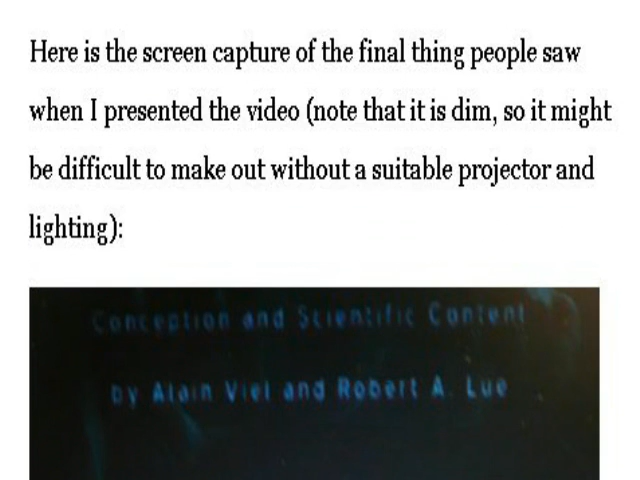 Here is the screen capture of the final thing people saw
when I presented the video (note that it is dim, so it might
be difficult to make out without a suitable projector and
lighting):
Conception and Scientific Content
by Alain Viel and Robert A. Lue